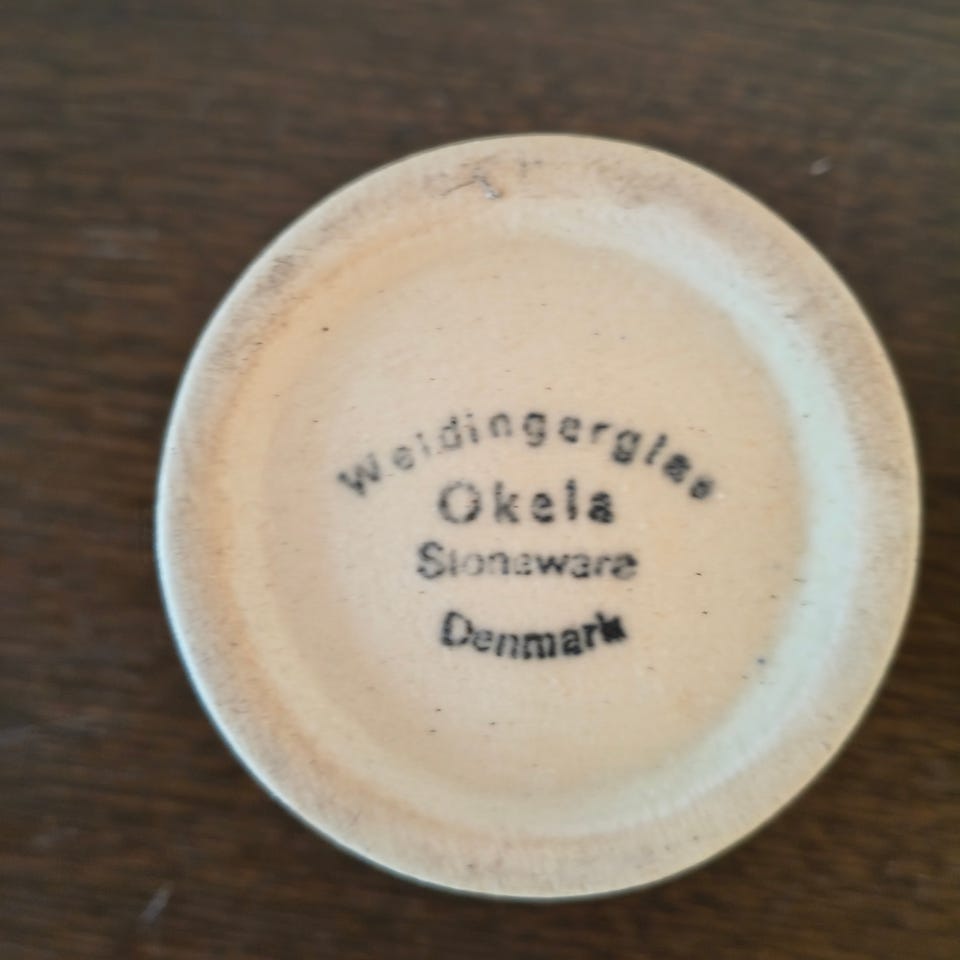 Weidingerglas
Okela
Stoneware
Denmark